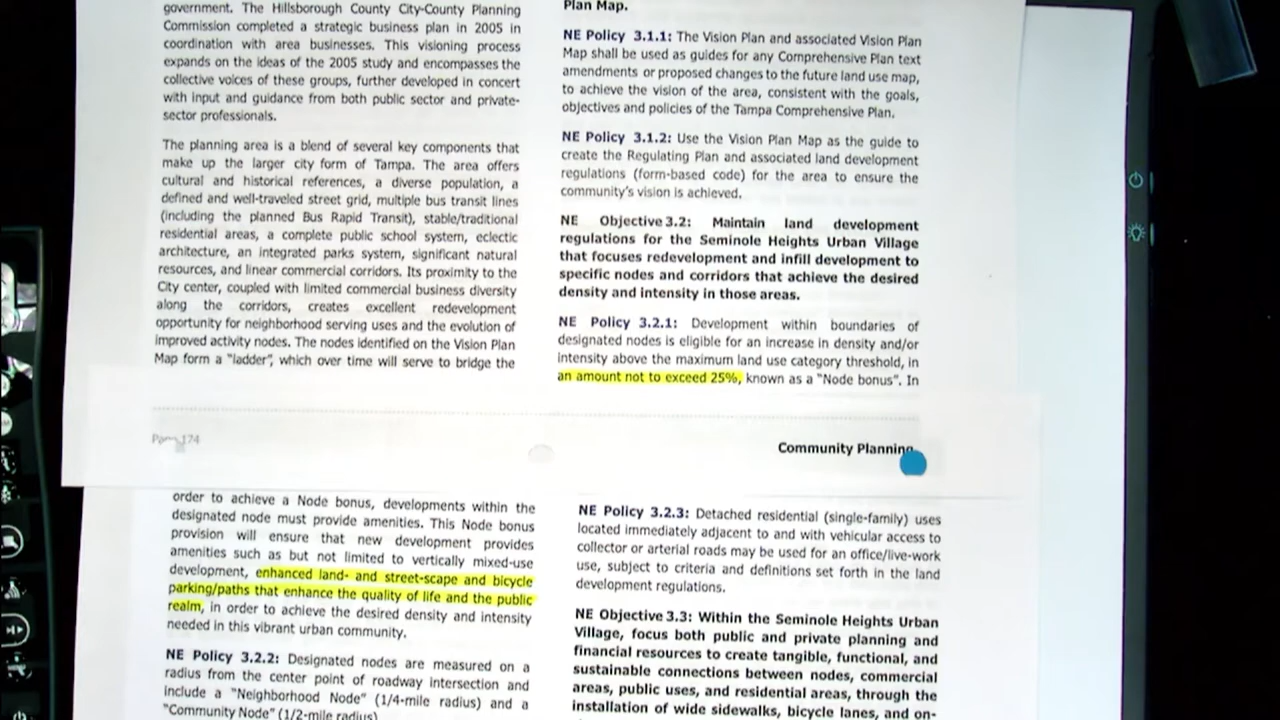 government. The Hillsborough County City-County Planning
Commission completed a strategic business plan in 2005 in
coordination with area businesses. This visioning process
expands on the ideas of the 2005 study and encompasses the
collective voices of these groups, further developed in concert
with input and guidance from both public sector and private-
sector professionals.
The planning area is a blend of several key components that
make up the larger city form of Tampa. The area offers
cultural and historical references, a diverse population, a
defined and well-traveled street grid, multiple bus transit lines
(including the planned Bus Rapid Transit), stable/traditional
residential areas, a complete public school system, eclectic
architecture, an integrated parks system, significant natural
resources, and linear commercial corridors. Its proximity to the
City center, coupled with limited commercial business diversity
along the corridors, creates excellent redevelopment
opportunity for neighborhood serving uses and the evolution of
improved activity nodes. The nodes identified on the Vision Plan
Map form a "ladder", which over time will serve to bridge the
Plan Map.
NE Policy 3.1.1: The Vision Plan and associated Vision Plan
Map shall be used as guides for any Comprehensive Plan text
amendments or proposed changes to the future land use map,
to achieve the vision of the area, consistent with the goals,
objectives and policies of the Tampa Comprehensive Plan.
NE Policy 3.1.2: Use the Vision Plan Map as the guide to
create the Regulating Plan and associated land development
regulations (form-based code) for the area to ensure the
community's vision is achieved.
NE Objective 3.2: Maintain land development
regulations for the Seminole Heights Urban Village
that focuses redevelopment and infill development to
specific nodes and corridors that achieve the desired
density and intensity in those areas.
NE Policy 3.2.1: Development within boundaries of
designated nodes is eligible for an increase in density and/or
intensity above the maximum land use category threshold, in
an amount not to exceed 25%, known as a "Node bonus". In
174
Community Planning
order to achieve a Node bonus, developments within the
designated node must provide amenities. This Node bonus
provision will ensure that new development provides
amenities such as but not limited to vertically mixed-use
development, enhanced land- and street-scape and bicycle
parking/paths that enhance the quality of life and the public
realm, in order to achieve the desired density and intensity
needed in this vibrant urban community.
NE Policy 3.2.2: Designated nodes are measured on a
radius from the center point of roadway intersection and
include a "Neighborhood Node" (1/4-mile radius) and a
"Community Node" (1/2-mile radius)
NE Policy 3.2.3: Detached residential (single-family) uses
located immediately adjacent to and with vehicular access to
collector or arterial roads may be used for an office/live-work
use, subject to criteria and definitions set forth in the land
development regulations.
NE Objective 3.3: Within the Seminole Heights Urban
Village, focus both public and private planning and
financial resources to create tangible, functional, and
sustainable connections between nodes, commercial
areas, public uses, and residential areas, through the
installation of wide sidewalks, bicycle lanes, and on-